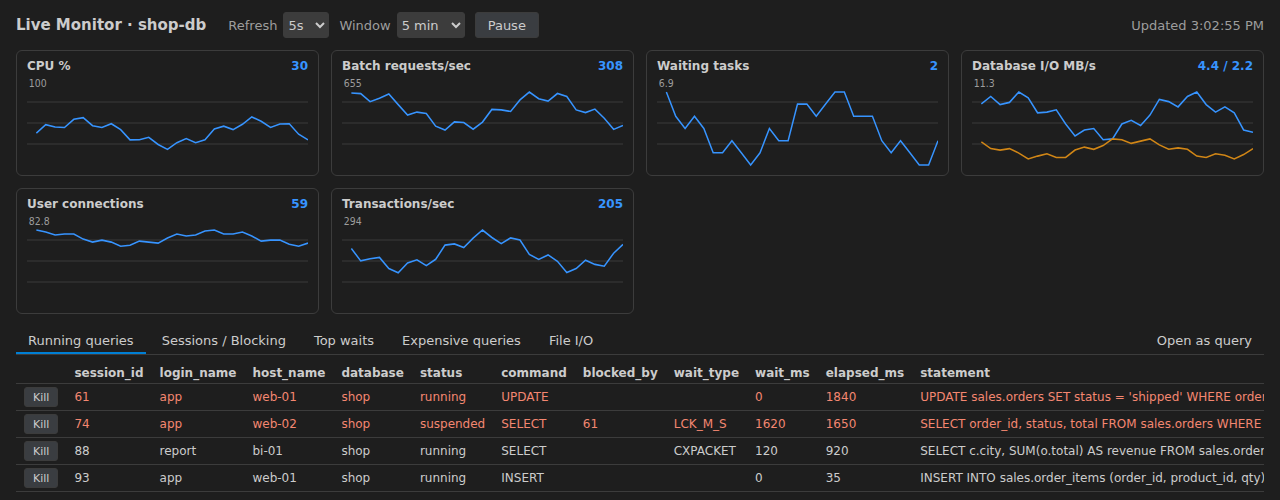 Live Monitor · shop-db Refresh 5s Window 5 min Pause Updated 3:02:55 PM
CPU % 30 Batch requests/sec 308 Waiting tasks 2 Database I/O MB/s 4.4 / 2.2
100 655 6.9 11.3
User connections 59 Transactions/sec 205
82.8 294
Running queries Sessions / Blocking Top waits Expensive queries File I/O Open as query
session_id login_name host_name database status command blocked_by wait_type wait_ms elapsed_ms statement
Kill 61 app web-01 shop running UPDATE 0 1840 UPDATE sales.orders SET status = 'shipped' WHERE order
Kill 74 app web-02 shop suspended SELECT 61 LCK_M_S 1620 1650 SELECT order_id, status, total FROM sales.orders WHERE
Kill 88 report bi-01 shop running SELECT CXPACKET 120 920 SELECT c.city, SUM(o.total) AS revenue FROM sales.order
Kill 93 app web-01 shop running INSERT 0 35 INSERT INTO sales.order_items (order_id, product_id, qty)